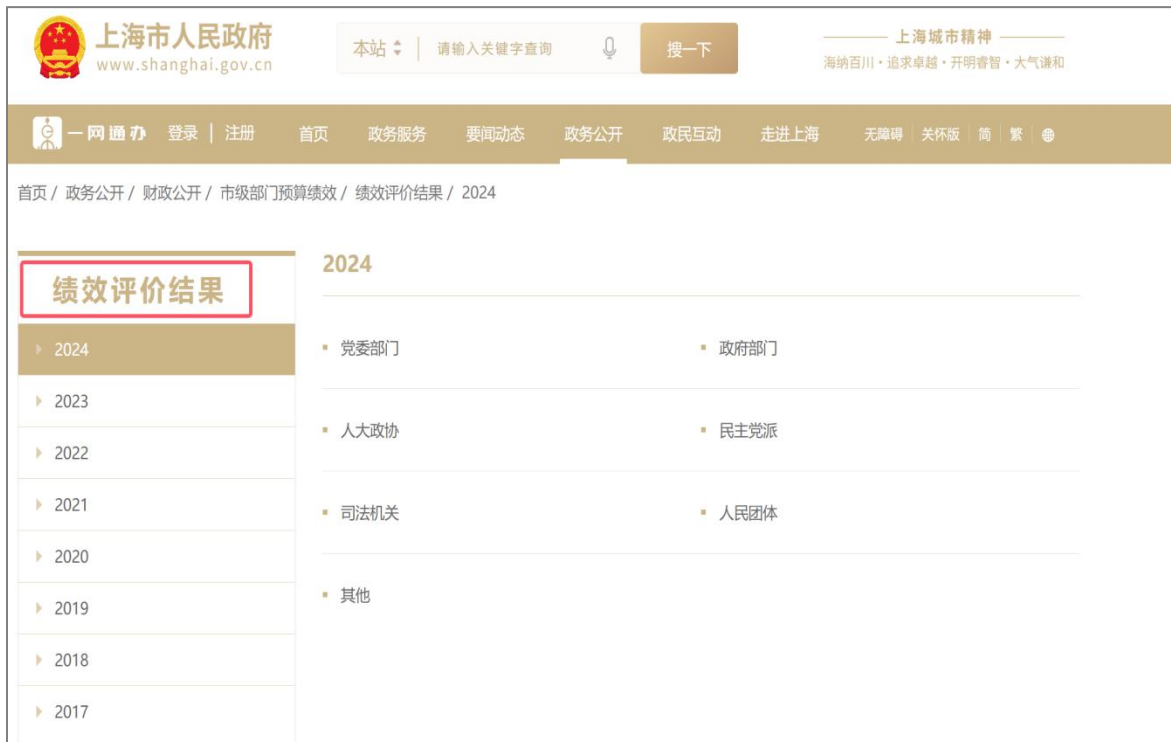 上海市人民政府
www.shanghai.gov.cn
本站 请输入关键字查询 搜一下
上海城市精神
海纳百川·追求卓越·开明睿智·大气谦和
一网通办 登录 | 注册 首页 政务服务 要闻动态 政务公开 政民互动 走进上海 无障碍 关怀版 简 繁
首页 / 政务公开 / 财政公开 / 市级部门预算绩效 / 绩效评价结果 / 2024
绩效评价结果
2024
2023
2022
2021
2020
2019
2018
2017
2024
党委部门 政府部门
人大政协 民主党派
司法机关 人民团体
其他